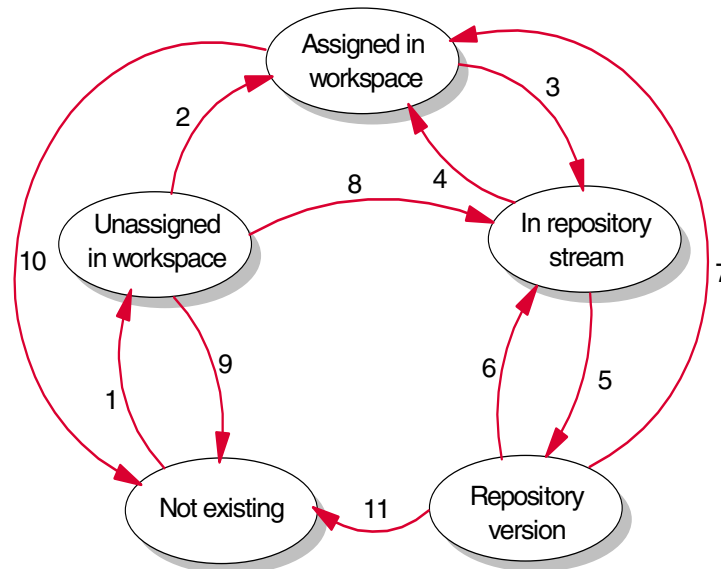 Assigned in
workspace
3
2
4
8
Unassigned
in workspace
In repository
stream
10
7
9
6
5
1
Not existing
11
Repository
version